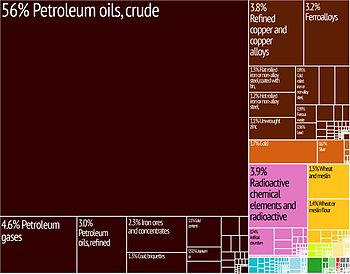 56% Petroleum oils, crude
3.8%
Refined
copper and
copper
alloys
3.2%
Ferroalloys
1.3% Flat rolled
iron or non-alloy
steel, coated with
tin,
1.2% Hot rolled
iron or non-alloy
steel,
1.1% Unwrought
zinc
1.7% Gold
Silver
3.9%
Radioactive
chemical
elements and
radioactive
1.5% Wheat
and meslin
1.4% Wheat or
meslin flour
4.6% Petroleum
gases
3.0%
Petroleum
oils, refined
2.3% Iron ores
and concentrates
1.3% Coal; briquettes